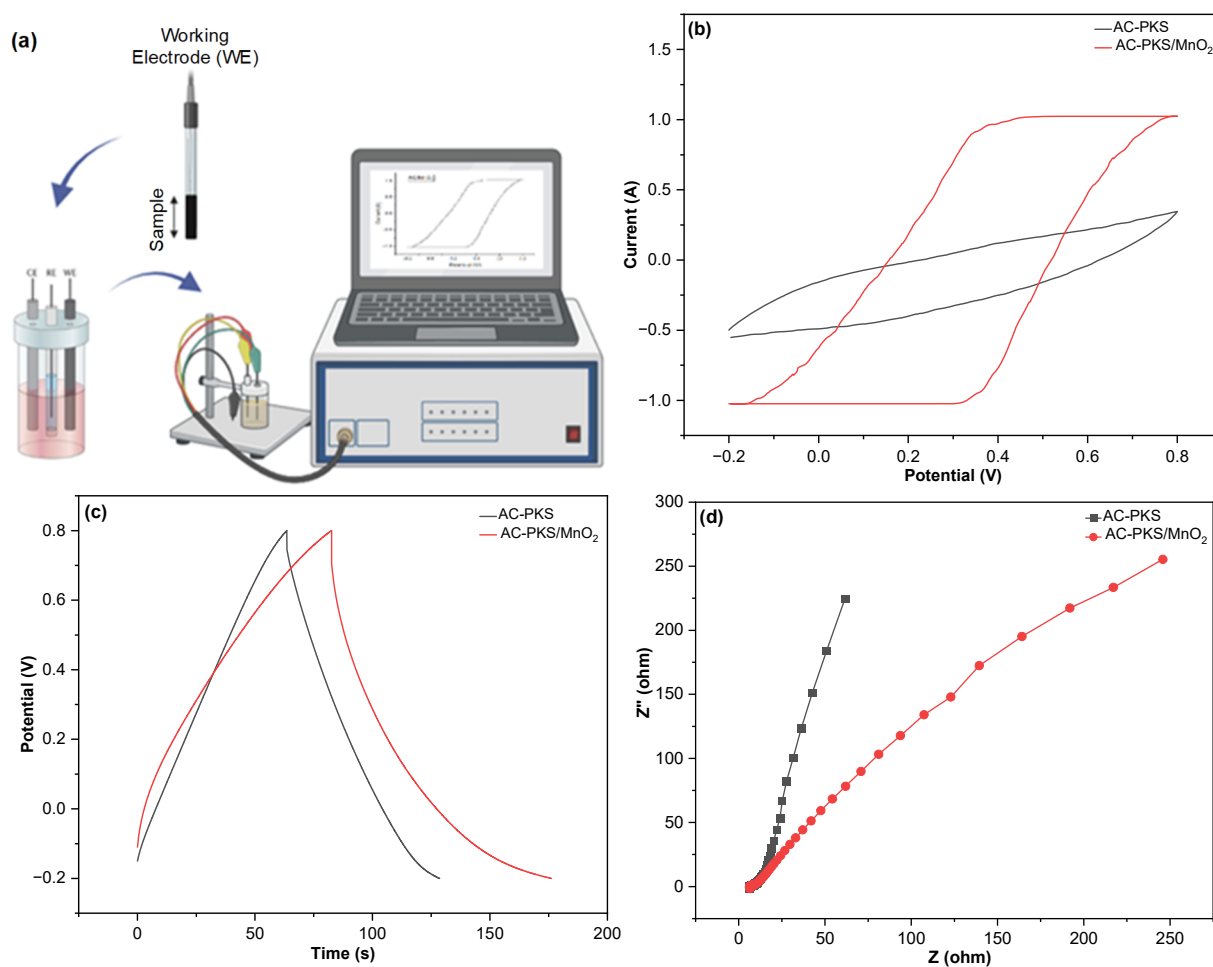 (a)
Working
Electrode (WE)
Sample
CE RE WE
Potential (V)
(b)
AC-PKS
AC-PKS/MnO₂
1.5
1.0
0.5
0.0
−0.5
−1.0
Current (A)
−0.2 0.0 0.2 0.4 0.6 0.8
Potential (V)
(c)
AC-PKS
AC-PKS/MnO₂
0.8
0.6
0.4
0.2
0.0
−0.2
Potential (V)
0 50 100 150 200
Time (s)
(d)
AC-PKS
AC-PKS/MnO₂
300
250
200
150
100
50
0
Z'' (ohm)
0 50 100 150 200 250
Z (ohm)